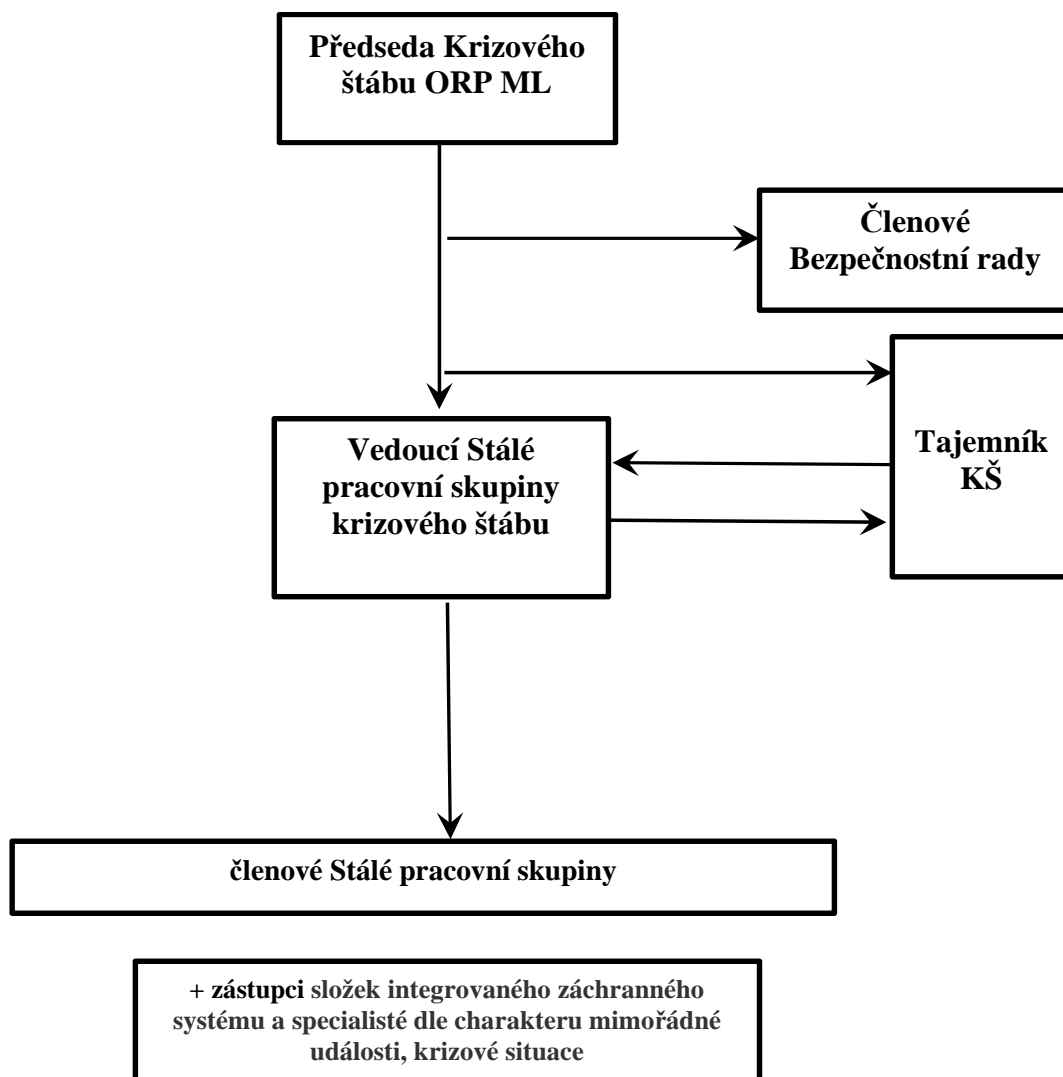 Předseda Krizového
štábu ORP ML
Členové
Bezpečnostní rady
Tajemník
KŠ
Vedoucí Stálé
pracovní skupiny
krizového štábu
členové Stálé pracovní skupiny
+ zástupci složek integrovaného záchranného
systému a specialisté dle charakteru mimořádné
události, krizové situace